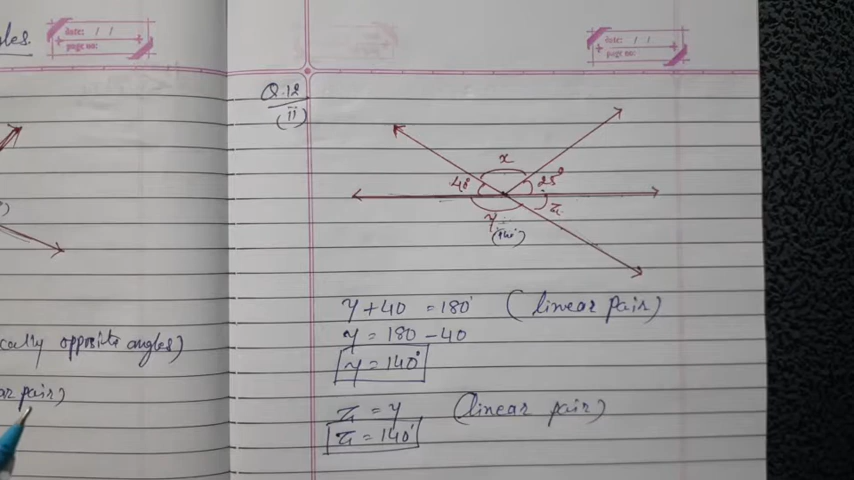 gles.
date: / /
page no:
cally opposite angles)
ar pair)
date: / /
page no:
Q.12
(ii)
x
40°
25°
y
z
(140°)
y + 40 = 180° (linear pair)
y = 180 - 40
y = 140°
z = y (linear pair)
z = 140°